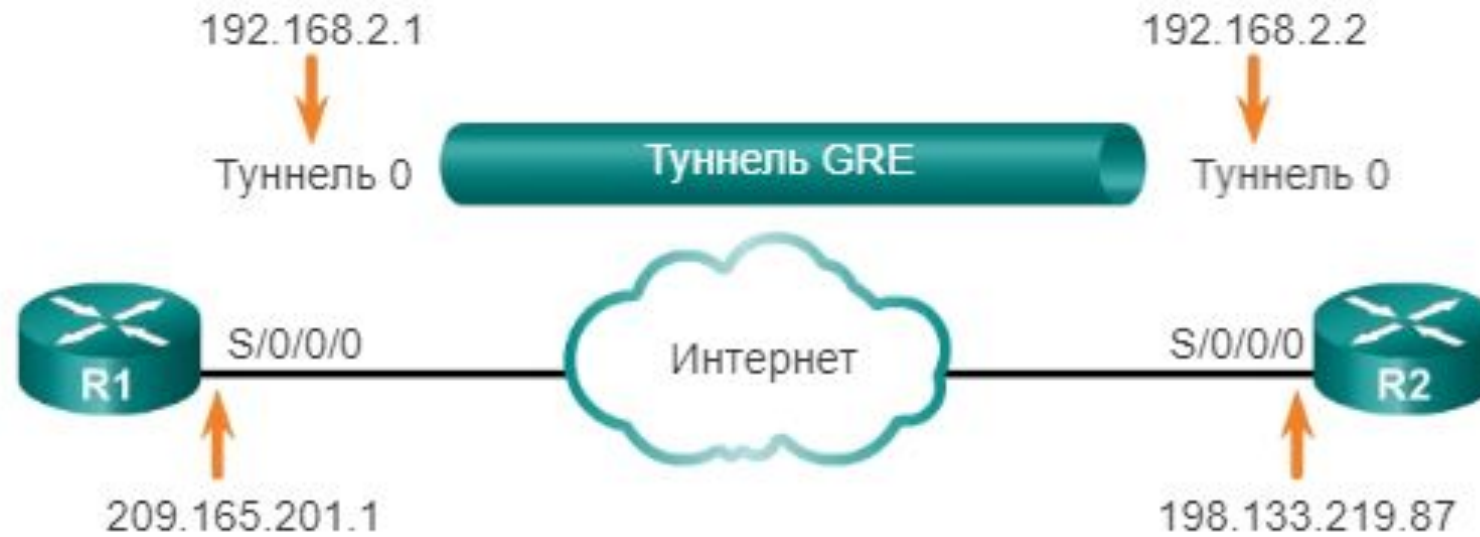 192.168.2.1
192.168.2.2
Туннель 0
Туннель GRE
Туннель 0
S/0/0/0
Интернет
S/0/0/0
R1
R2
209.165.201.1
198.133.219.87